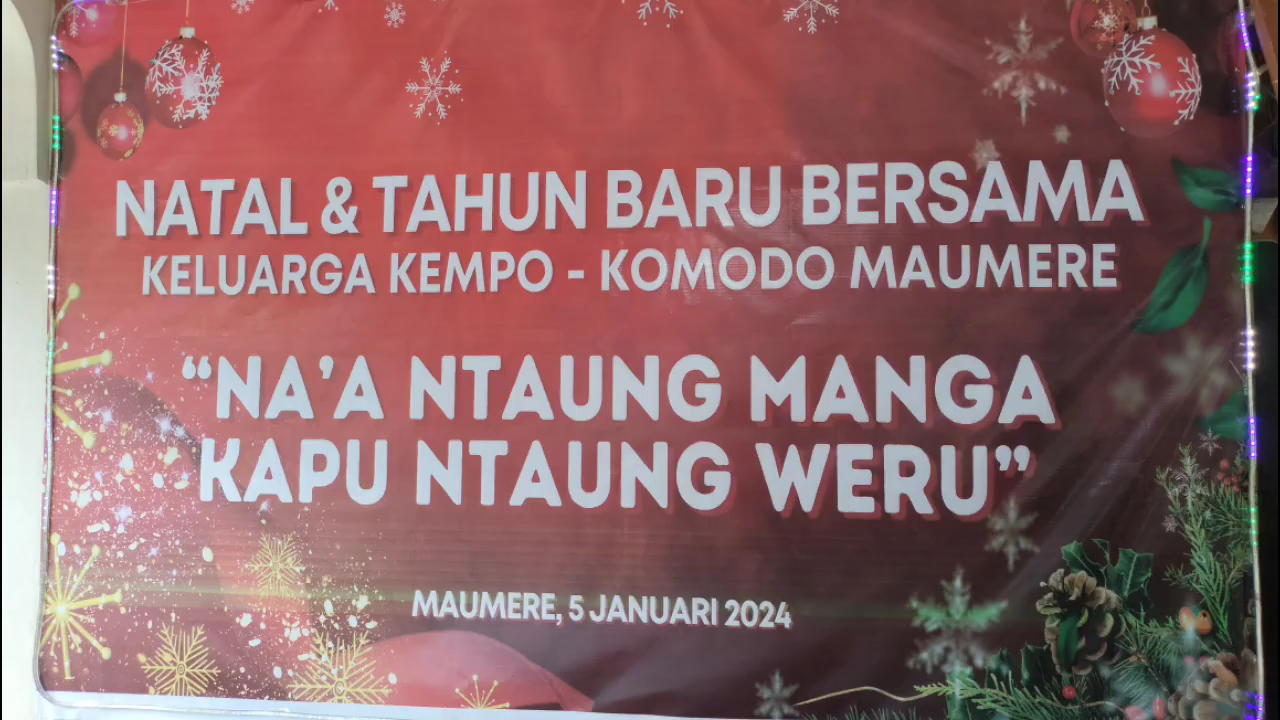 NATAL & TAHUN BARU BERSAMA
KELUARGA KEMPO - KOMODO MAUMERE
“NA’A NTAUNG MANGA
KAPU NTAUNG WERU”
MAUMERE, 5 JANUARI 2024